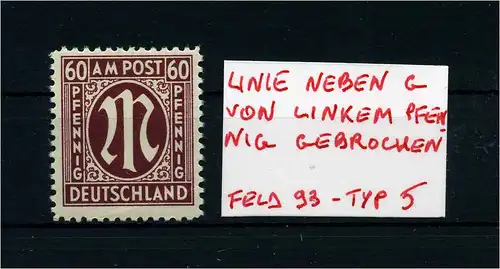 60 AM POST 60
PFENNIG
M
PFENNIG
DEUTSCHLAND
LINIE NEBEN G
VON LINKEM PFEN
NIG GEBROCHEN
FELD 93 - TYP 5